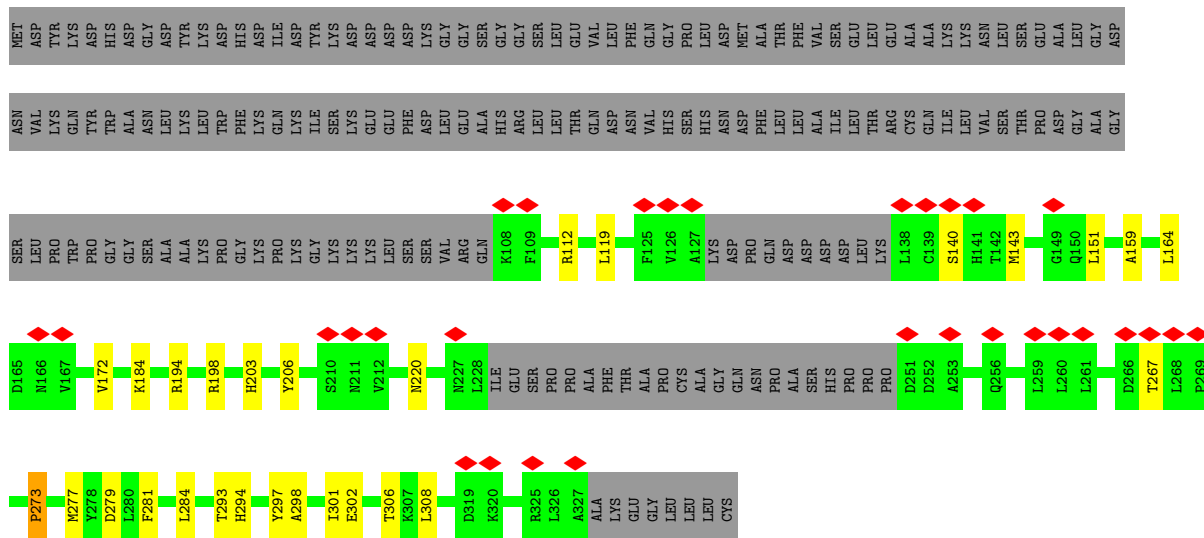 MET ASP TYR LYS ASP HIS ASP GLY ASP TYR LYS ASP HIS ASP ILE ASP TYR LYS ASP ASP ASP ASP LYS GLY GLY SER GLY GLY SER LEU GLU VAL LEU PHE GLN GLY PRO LEU ASP MET ALA THR PHE VAL SER GLU LEU GLU ALA ALA LYS LYS ASN LEU SER GLU ALA LEU GLY ASP
ASN VAL LYS GLN TYR TRP ALA ASN LEU LYS LEU TRP PHE LYS GLN LYS ILE SER LYS GLU GLU PHE ASP LEU GLU ALA HIS ARG LEU LEU THR GLN ASP ASN VAL HIS SER HIS ASN ASP PHE LEU LEU ALA ILE LEU THR ARG CYS GLN ILE LEU VAL SER THR PRO ASP GLY ALA GLY
SER LEU PRO TRP PRO GLY GLY SER ALA ALA LYS PRO GLY LYS PRO LYS GLY LYS LYS LYS LEU SER SER VAL ARG GLN K108 F109 R112 L119 F125 V126 A127 LYS ASP PRO GLN ASP ASP ASP ASP LEU LYS L138 C139 S140 H141 T142 M143 G149 Q150 L151 A159 L164
D165 N166 V167 V172 K184 R194 R198 H203 Y206 S210 N211 V212 N220 N227 L228 ILE GLU SER PRO PRO ALA PHE THR ALA PRO CYS ALA GLY GLN ASN PRO ALA SER HIS PRO PRO PRO D251 D252 A253 Q256 L259 L260 L261 D266 T267 L268 P269
P273 M277 Y278 D279 L280 F281 L284 T293 H294 Y297 A298 I301 E302 T306 K307 L308 D319 K320 R325 L326 A327 ALA LYS GLU GLY LEU LEU LEU CYS